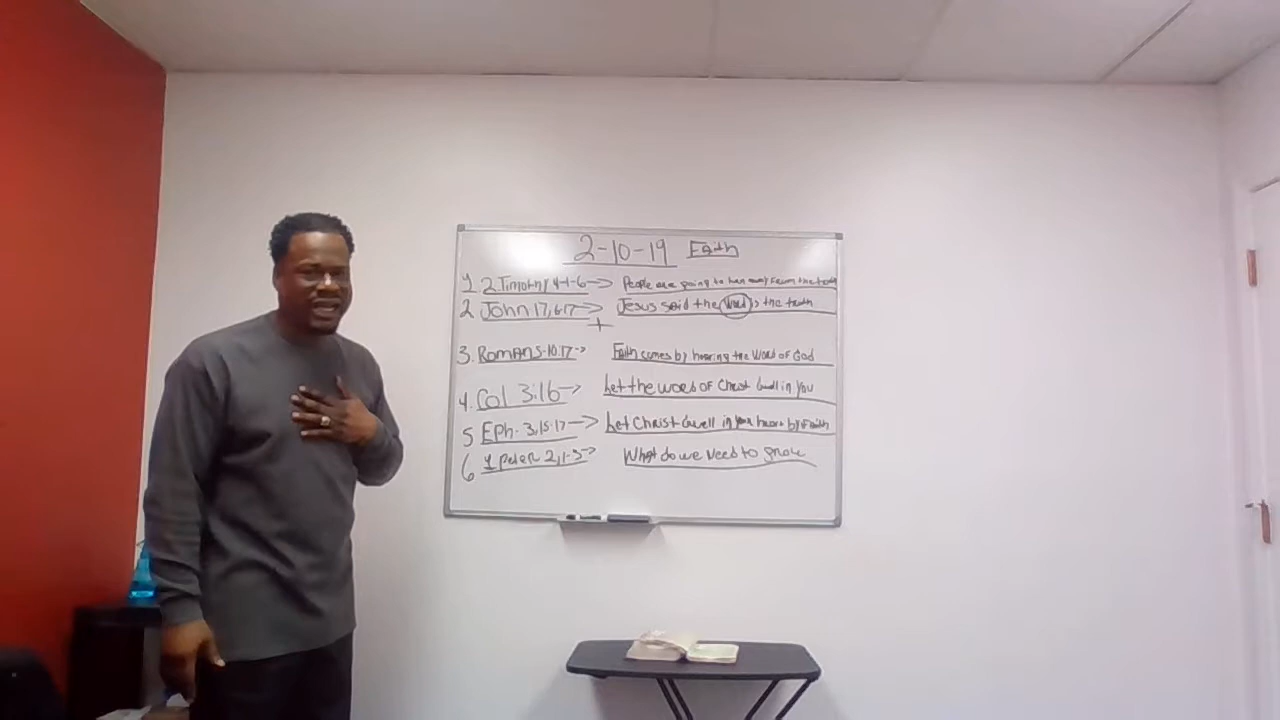 2-10-19 Faith
1 2 Timothy 4-1-6 → People are going to turn away from the truth
2 John 17, 6-17 → Jesus said the Word is the truth
+
3. Romans-10:17 → Faith comes by hearing the Word of God
4. Col 3:16 → Let the word of Christ dwell in you
5 Eph. 3, 15-17 → Let Christ dwell in your heart by Faith
6 1 Peter 2, 1-5 → What do we need to grow